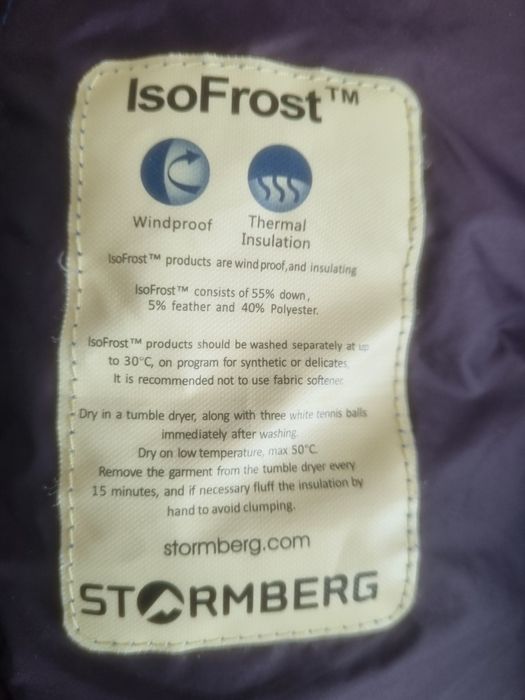 IsoFrost™
Windproof
Thermal
Insulation
IsoFrost™ products are windproof,and insulating
IsoFrost™ consists of 55% down,
5% feather and 40% Polyester.
IsoFrost™ products should be washed separately at up
to 30°C, on program for synthetic or delicates.
It is recommended not to use fabric softener.
Dry in a tumble dryer, along with three white tennis balls
immediately after washing.
Dry on low temperature, max 50°C.
Remove the garment from the tumble dryer every
15 minutes, and if necessary fluff the insulation by
hand to avoid clumping.
stormberg.com
STORMBERG